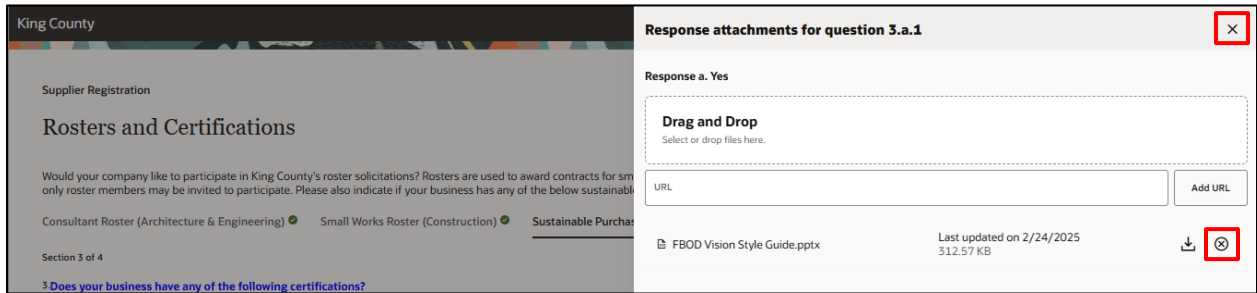 King County
Supplier Registration
Rosters and Certifications
Would your company like to participate in King County's roster solicitations? Rosters are used to award contracts for sm
only roster members may be invited to participate. Please also indicate if your business has any of the below sustainabl
Consultant Roster (Architecture & Engineering) Small Works Roster (Construction) Sustainable Purchas
Section 3 of 4
3.Does your business have any of the following certifications?
Response attachments for question 3.a.1
Response a. Yes
Drag and Drop
Select or drop files here.
URL Add URL
FBOD Vision Style Guide.pptx Last updated on 2/24/2025
312.57 KB